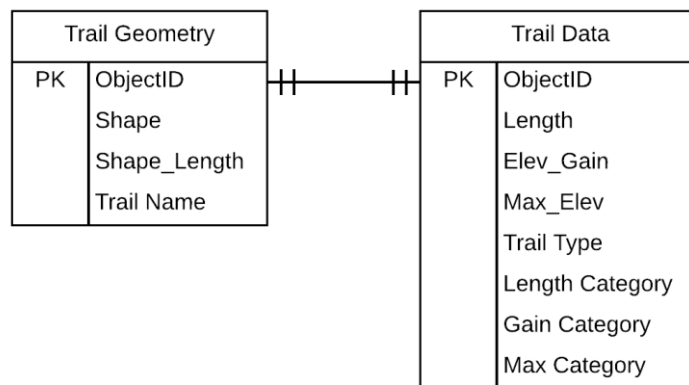 Trail Geometry
PK ObjectID
Shape
Shape_Length
Trail Name
Trail Data
PK ObjectID
Length
Elev_Gain
Max_Elev
Trail Type
Length Category
Gain Category
Max Category